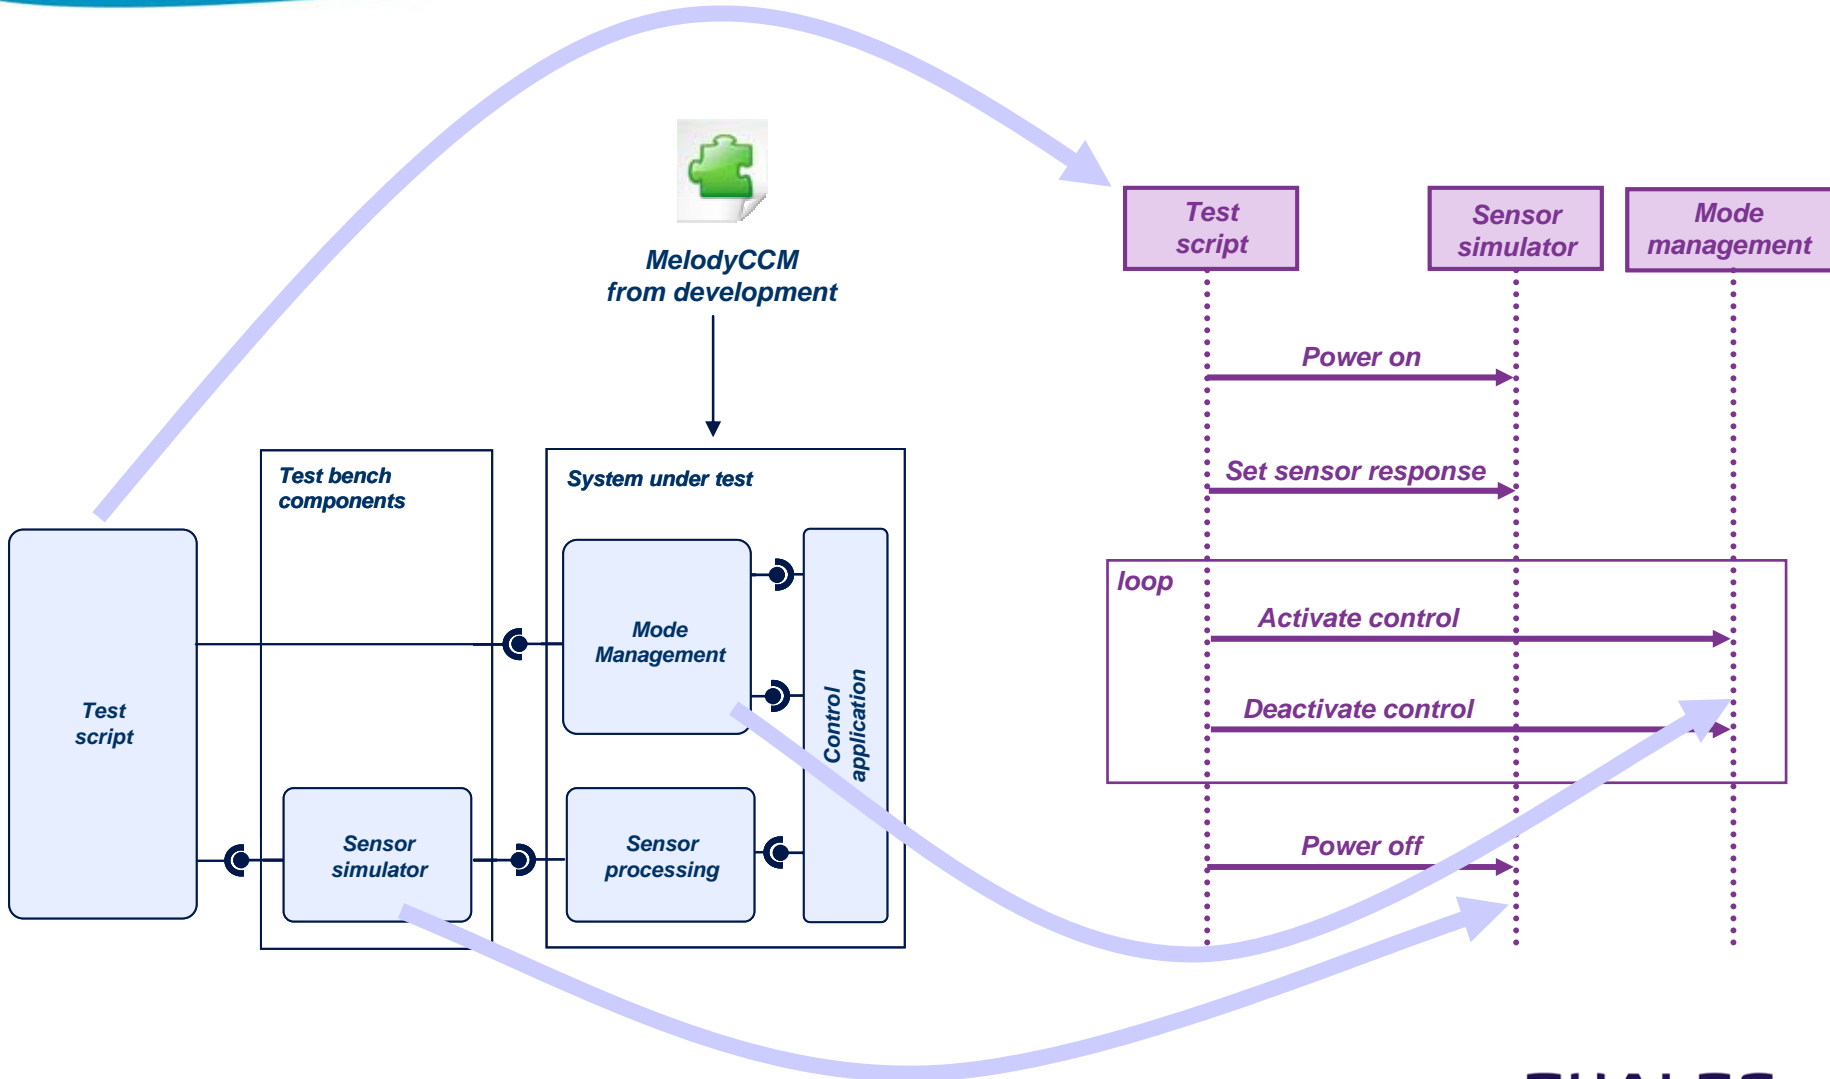 MelodyCCM
from development
Test bench
components
System under test
Test
script
Mode
Management
Control
application
Sensor
simulator
Sensor
processing
Test
script
Sensor
simulator
Mode
management
Power on
Set sensor response
loop
Activate control
Deactivate control
Power off